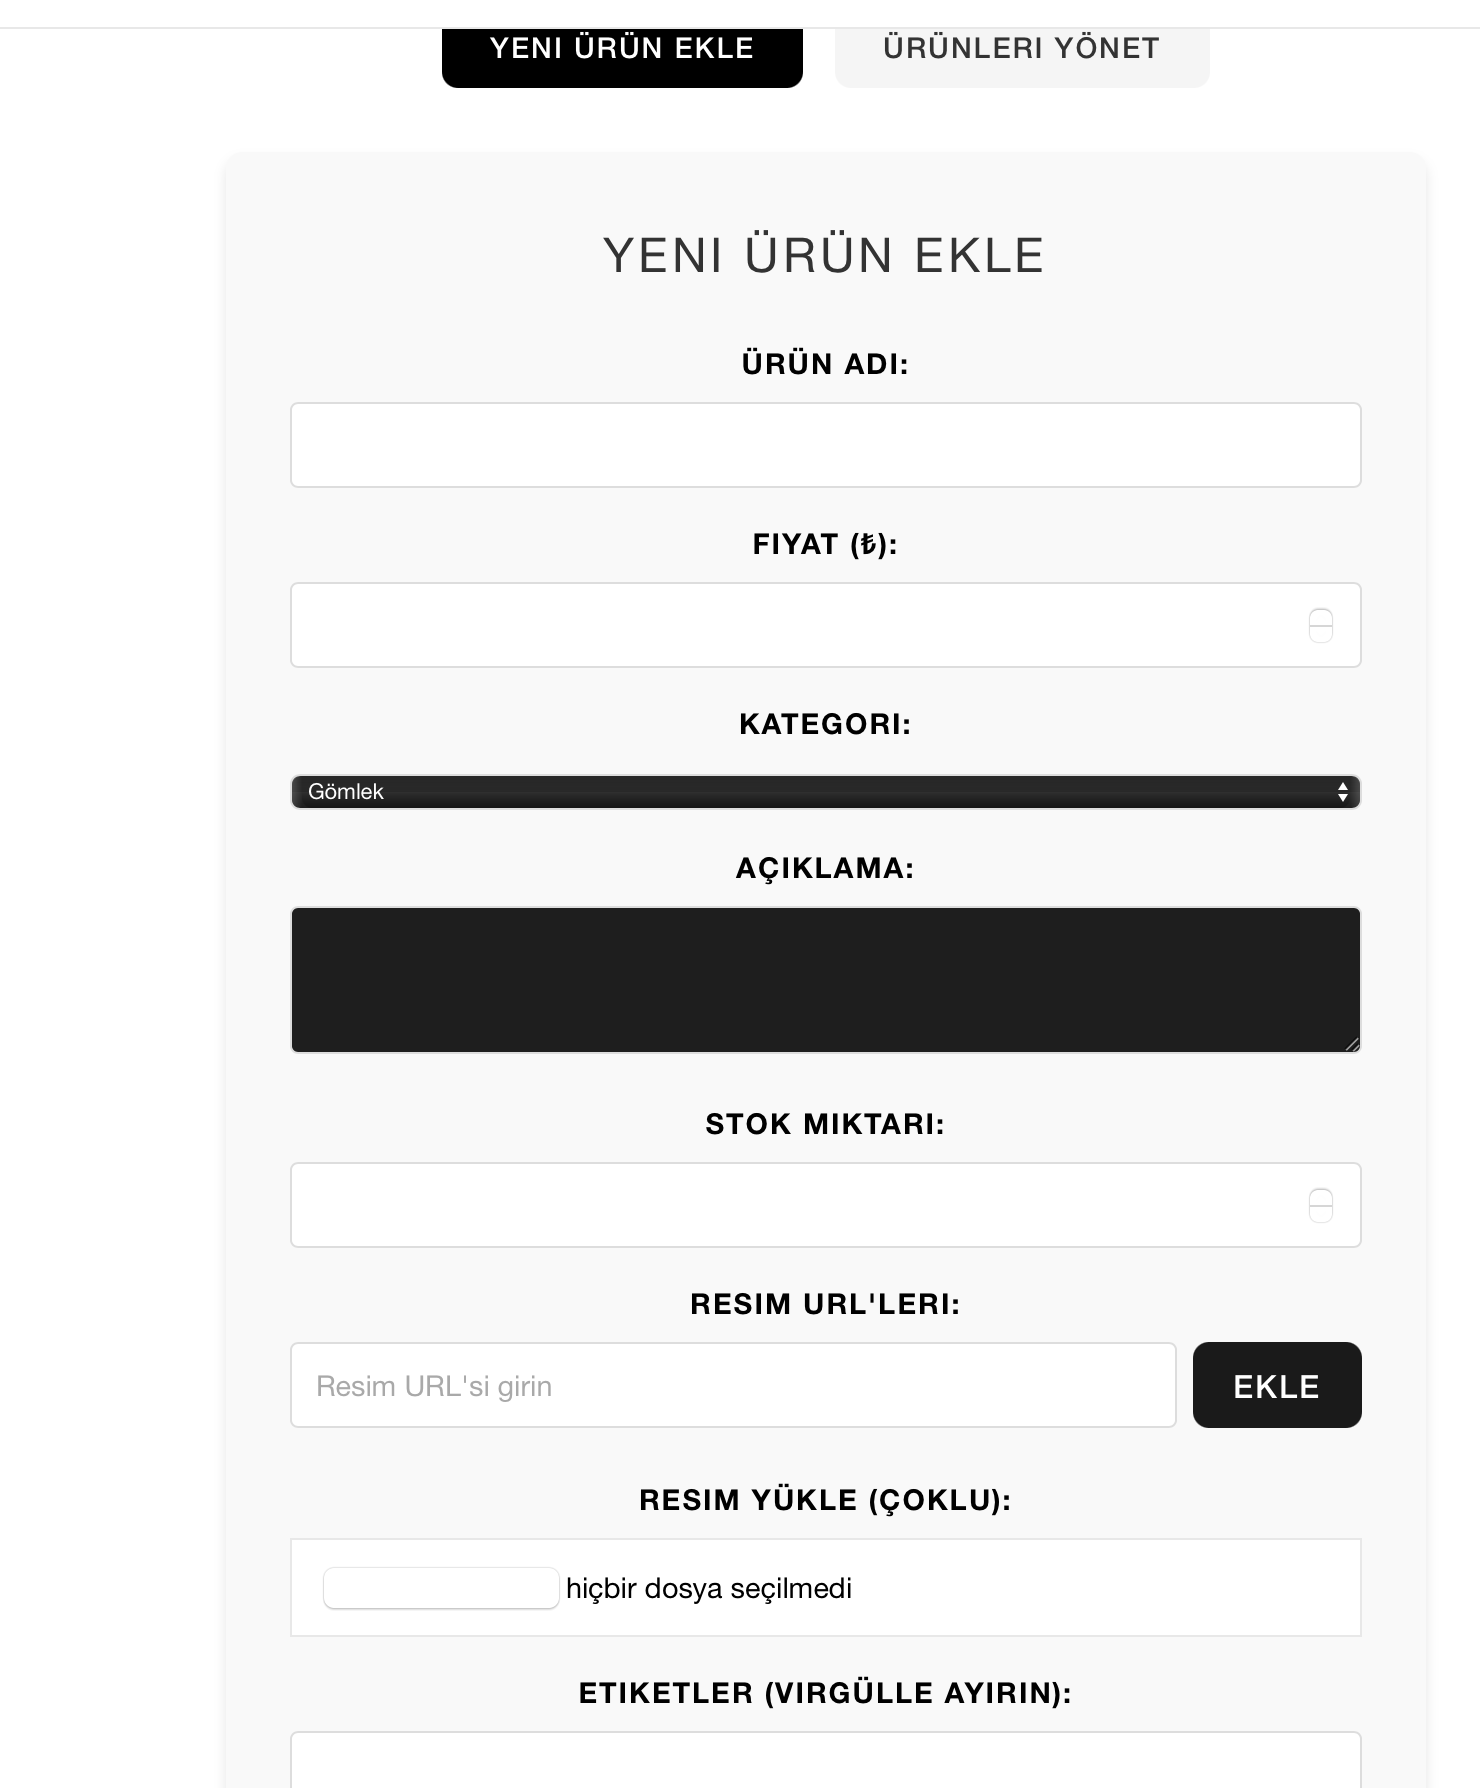 YENI ÜRÜN EKLE
ÜRÜNLERI YÖNET
YENI ÜRÜN EKLE
ÜRÜN ADI:
FIYAT (₺):
KATEGORI:
Gömlek
AÇIKLAMA:
STOK MIKTARI:
RESIM URL'LERI:
Resim URL'si girin
EKLE
RESIM YÜKLE (ÇOKLU):
hiçbir dosya seçilmedi
ETIKETLER (VIRGÜLLE AYIRIN):